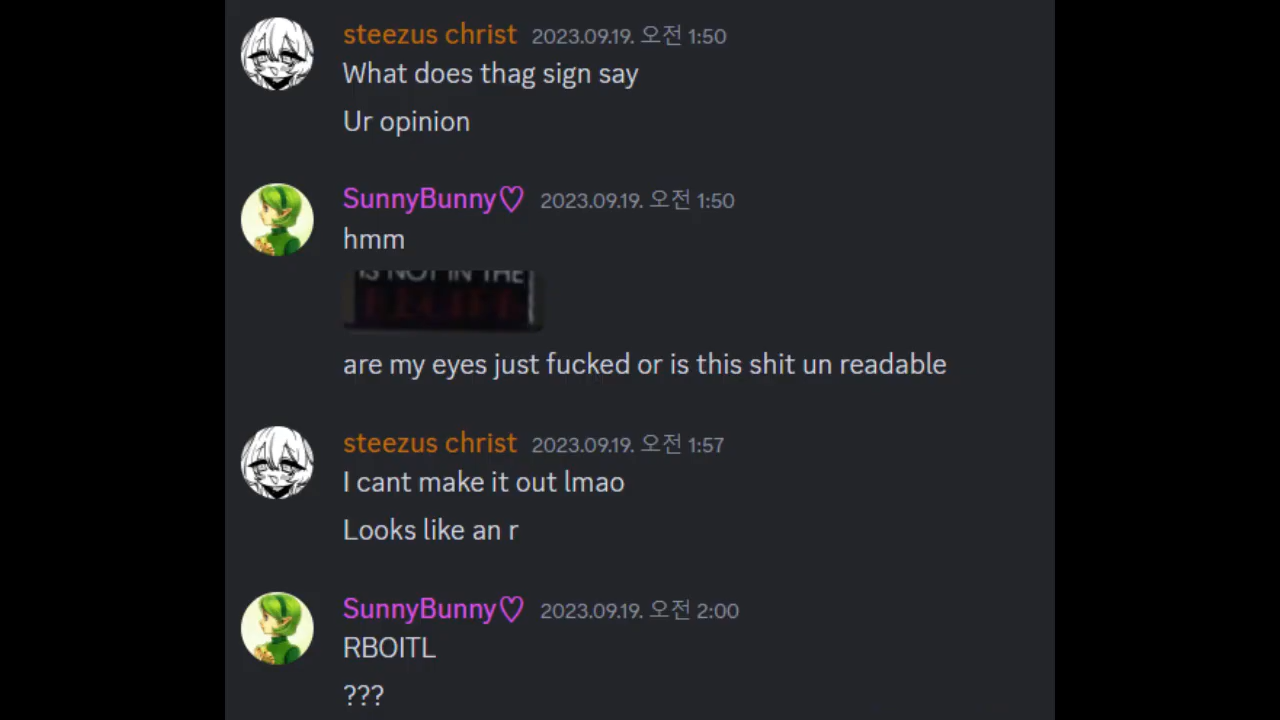 steezus christ 2023.09.19. 오전 1:50
What does thag sign say
Ur opinion
SunnyBunny♡ 2023.09.19. 오전 1:50
hmm
IS NOT IN THE
are my eyes just fucked or is this shit un readable
steezus christ 2023.09.19. 오전 1:57
I cant make it out lmao
Looks like an r
SunnyBunny♡ 2023.09.19. 오전 2:00
RBOITL
???